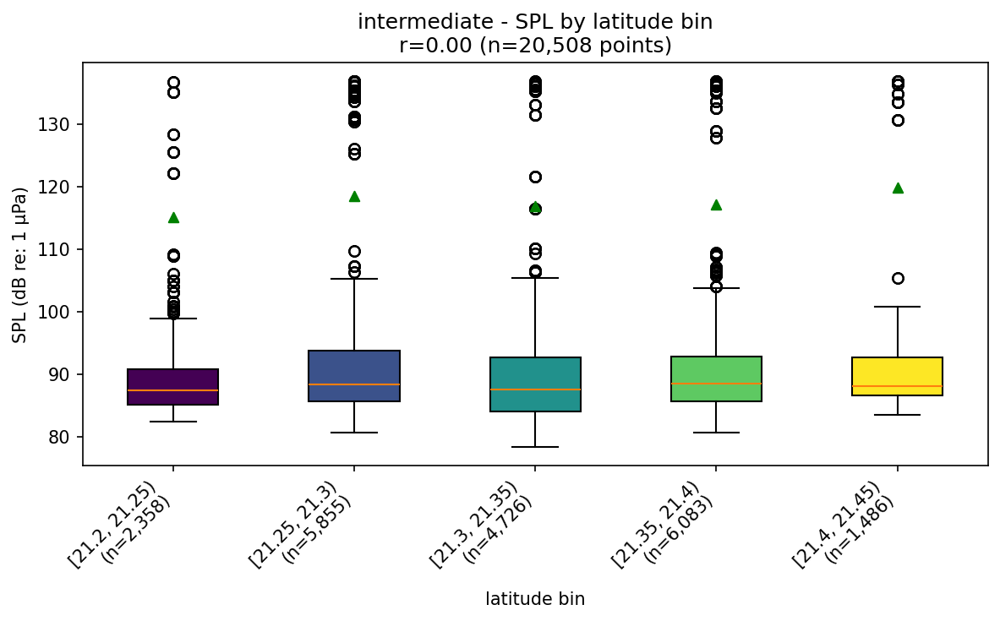 intermediate - SPL by latitude bin
r=0.00 (n=20,508 points)
SPL (dB re: 1 μPa)
130
120
110
100
90
80
[21.2, 21.25)
(n=2,358)
[21.25, 21.3)
(n=5,855)
[21.3, 21.35)
(n=4,726)
[21.35, 21.4)
(n=6,083)
[21.4, 21.45)
(n=1,486)
latitude bin